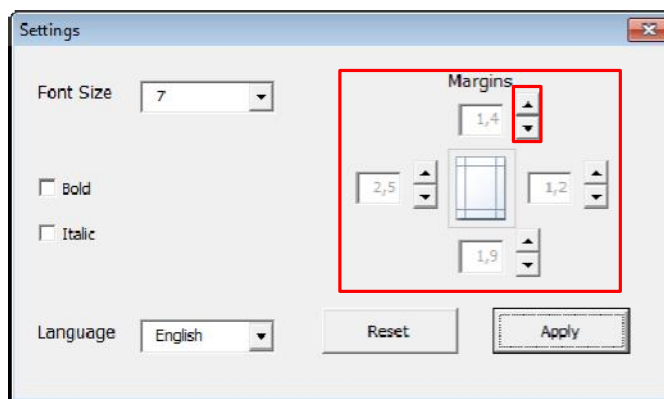 Settings
Font Size
7
Margins
1,4
Bold
2,5
1,2
Italic
1,9
Language
English
Reset
Apply